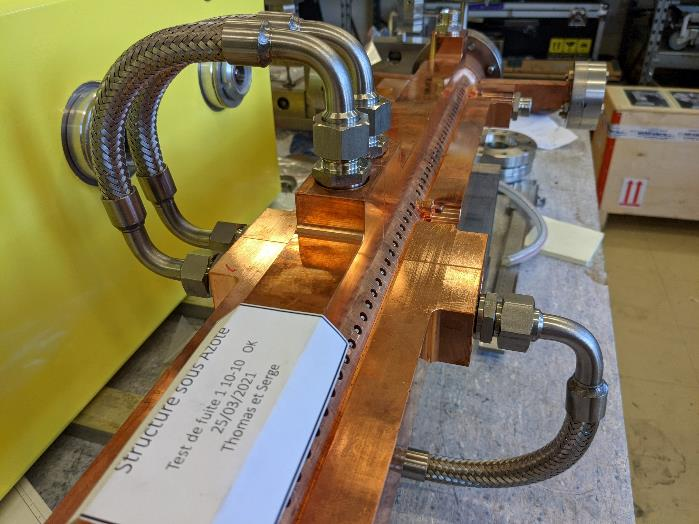 Structure sous Azote
Test de fuite 1 10-10 OK
25/03/2021
Thomas et Serge